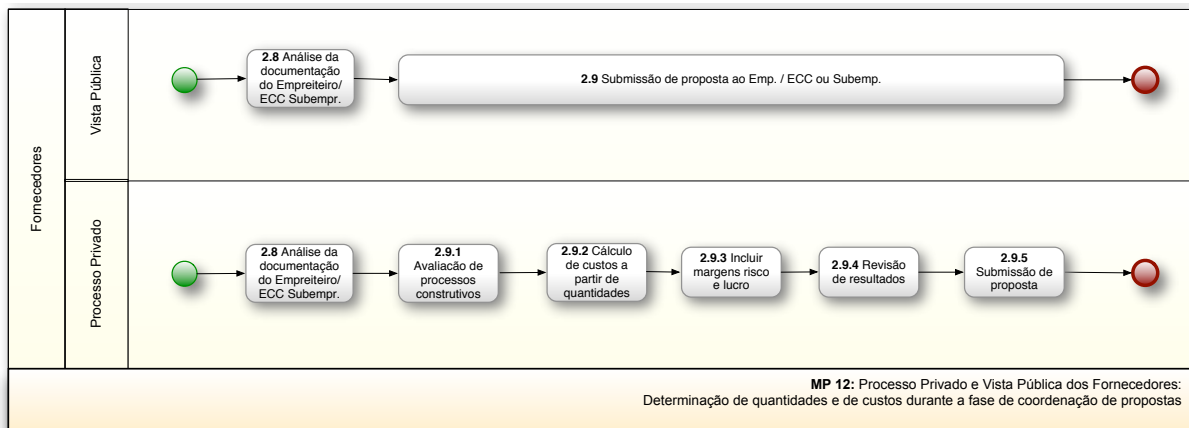 Fornecedores
Vista Pública
2.8 Análise da
documentação
do Empreiteiro/
ECC Subempr.
2.9 Submissão de proposta ao Emp. / ECC ou Subemp.
Processo Privado
2.8 Análise da
documentação
do Empreiteiro/
ECC Subempr.
2.9.1
Avaliacão de
processos
construtivos
2.9.2 Cálculo
de custos a
partir de
quantidades
2.9.3 Incluir
margens risco
e lucro
2.9.4 Revisão
de resultados
2.9.5
Submissão de
proposta
MP 12: Processo Privado e Vista Pública dos Fornecedores:
Determinação de quantidades e de custos durante a fase de coordenação de propostas